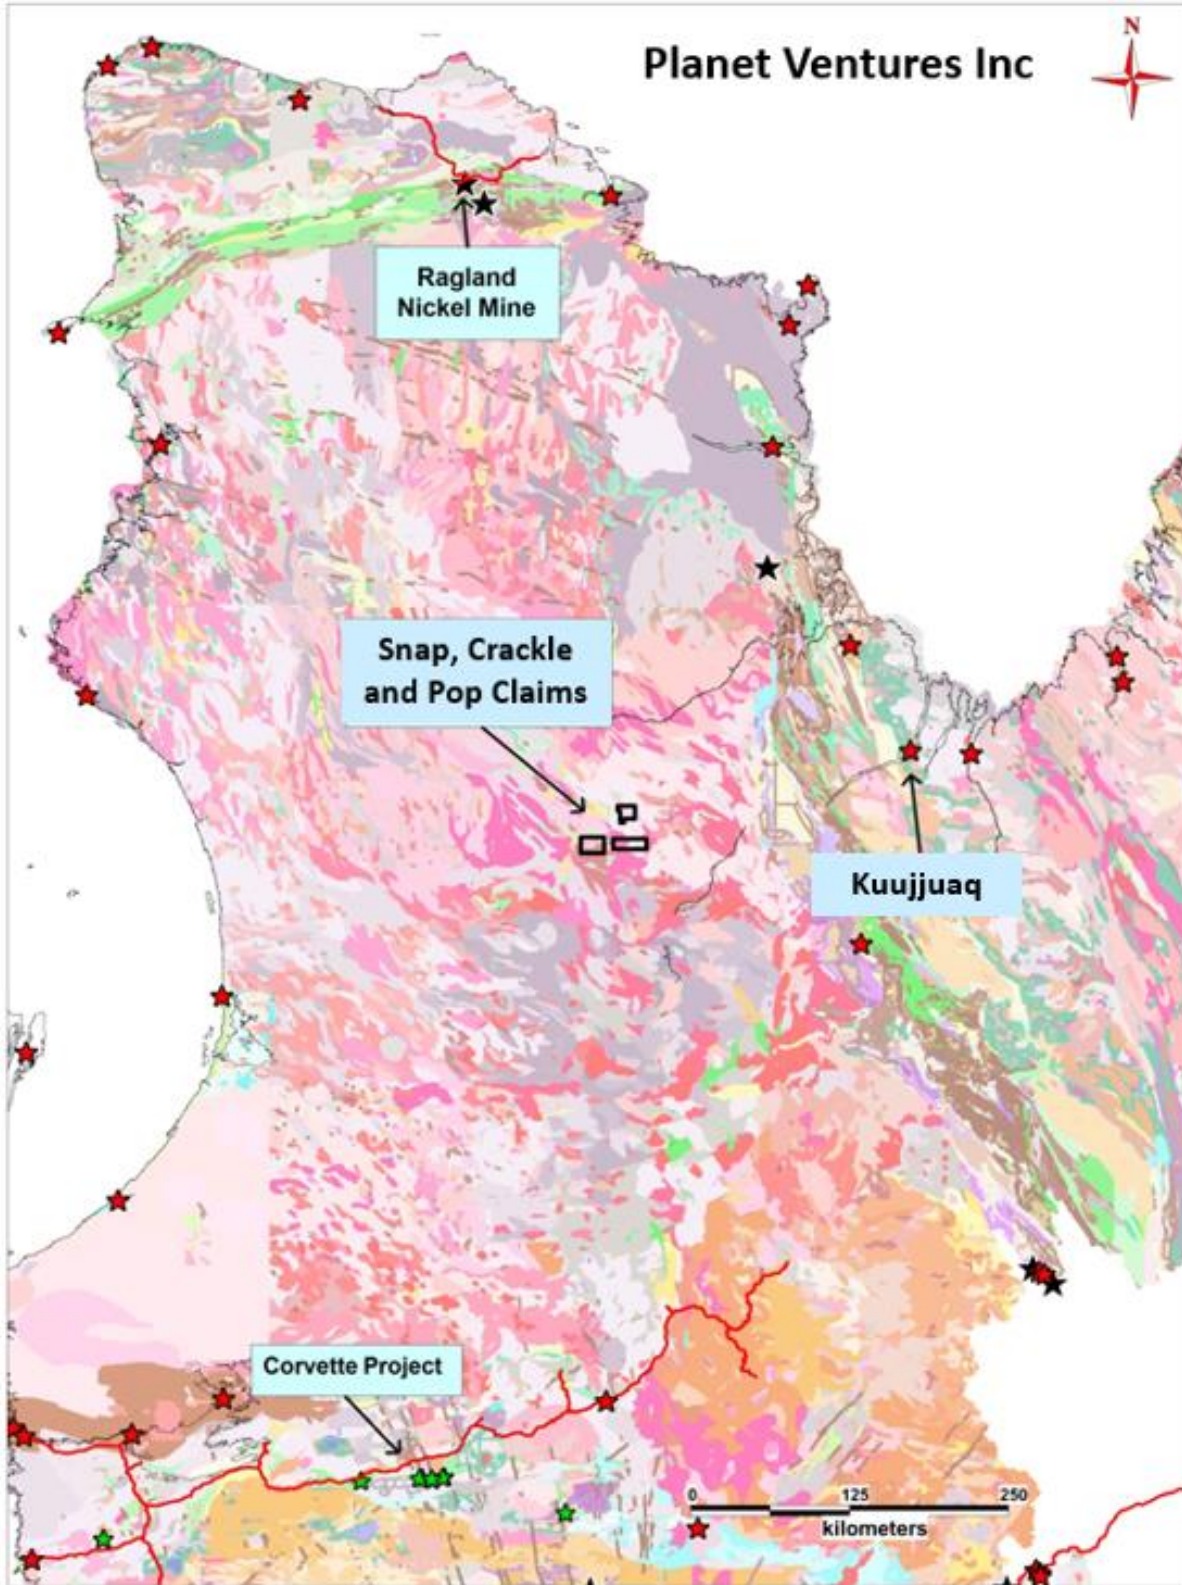 Planet Ventures Inc
N
Ragland
Nickel Mine
Snap, Crackle
and Pop Claims
Kuujjuaq
Corvette Project
0 125 250
kilometers